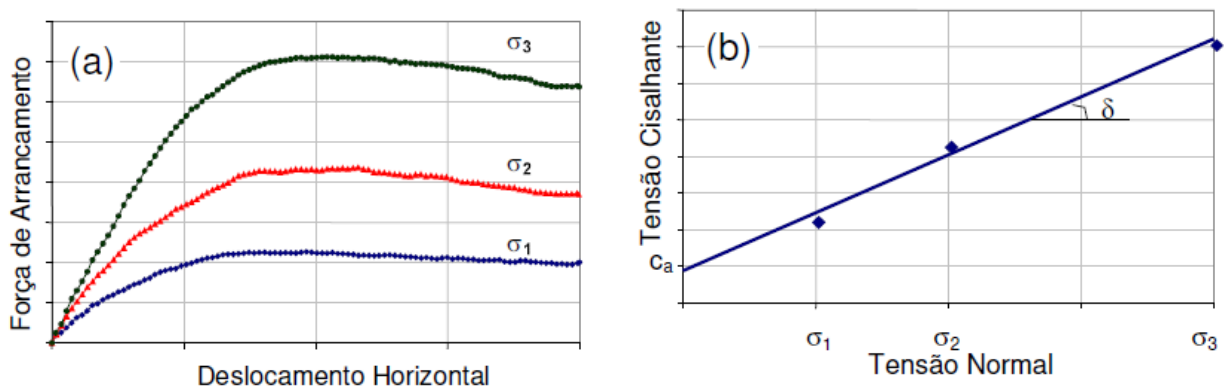 (a)
σ3
σ2
σ1
Força de Arrancamento
Deslocamento Horizontal
(b)
Tensão Cisalhante
δ
ca
σ1
σ2
σ3
Tensão Normal